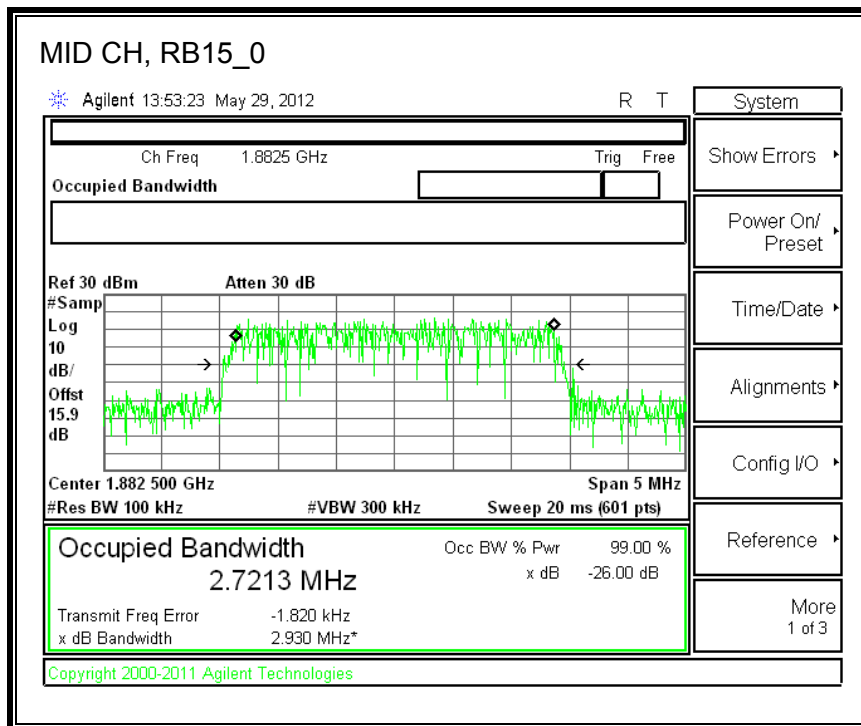 MID CH, RB15_0
Agilent 13:53:23 May 29, 2012 R T
System
Ch Freq 1.8825 GHz Trig Free
Occupied Bandwidth
Show Errors
Power On/
Preset
Time/Date
Alignments
Config I/O
Reference
More
1 of 3
Ref 30 dBm Atten 30 dB
#Samp
Log
10
dB/
Offst
15.9
dB
Center 1.882 500 GHz Span 5 MHz
#Res BW 100 kHz #VBW 300 kHz Sweep 20 ms (601 pts)
Occupied Bandwidth Occ BW % Pwr 99.00 %
2.7213 MHz x dB -26.00 dB
Transmit Freq Error -1.820 kHz
x dB Bandwidth 2.930 MHz*
Copyright 2000-2011 Agilent Technologies